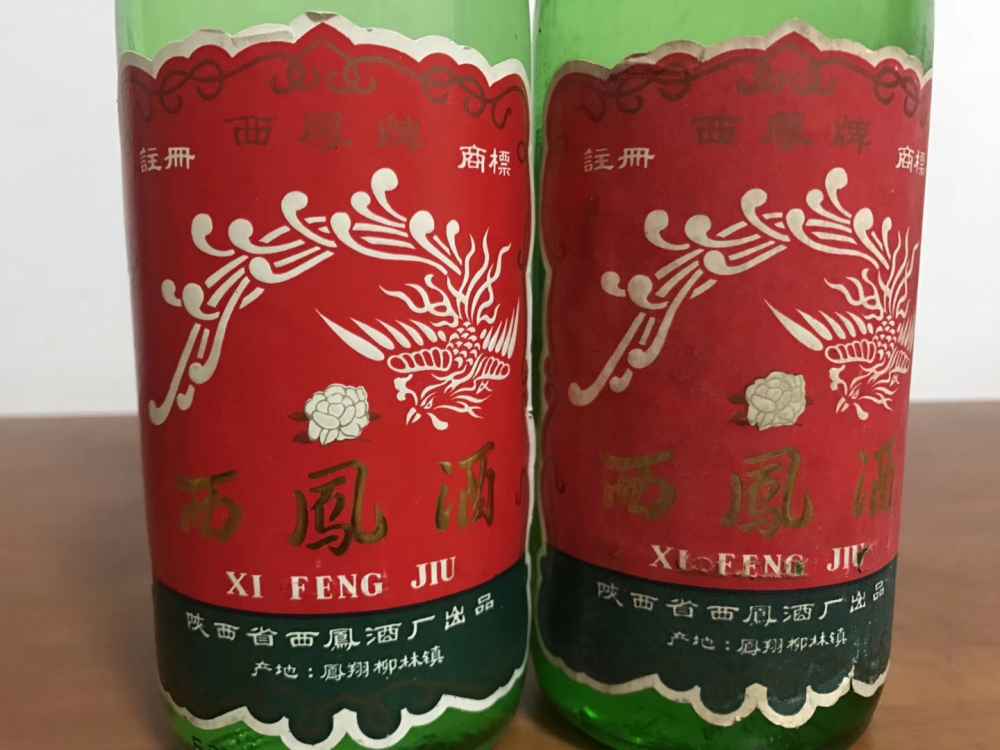 西鳳牌
註冊 商標
西鳳酒
XI FENG JIU
陕西省西鳳酒厂出品
产地：鳳翔柳林镇
西鳳牌
註冊 商標
西鳳酒
XI FENG JIU
陕西省西鳳酒厂出品
产地：鳳翔柳林镇